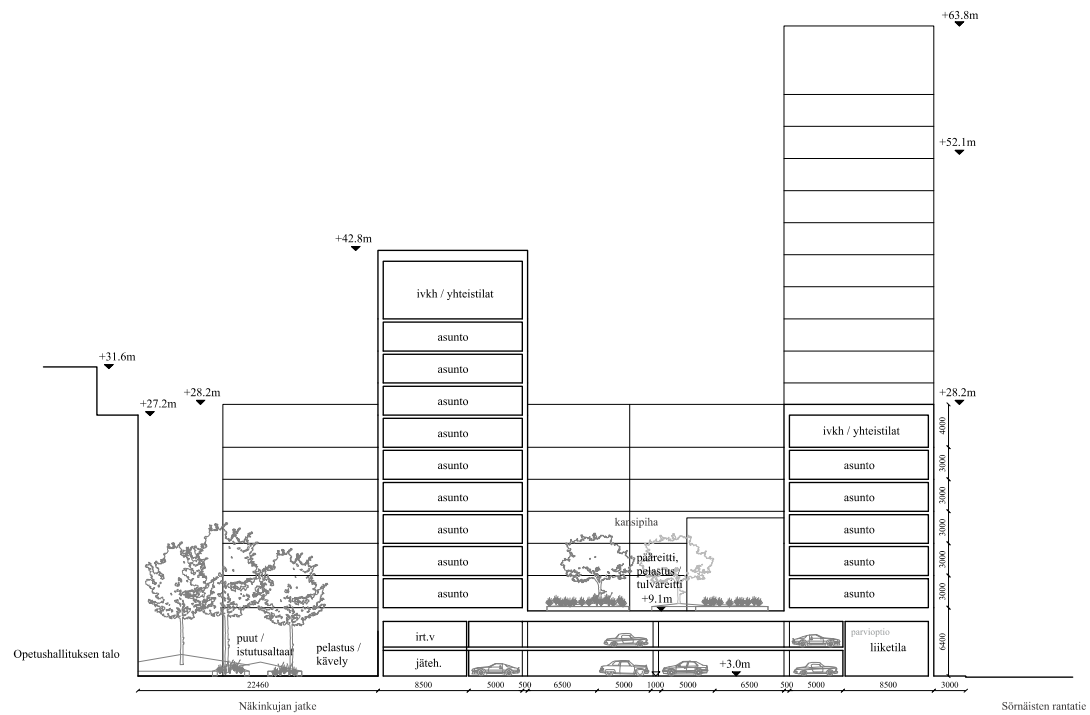 +63.8m
+52.1m
+42.8m
ivkh / yhteistilat
asunto
+31.6m
asunto
+28.2m
+28.2m
+27.2m
asunto
4000
asunto
ivkh / yhteistilat
asunto
asunto
3000
asunto
asunto
3000
kansipiha
asunto
asunto
3000
pääreitti,
pelastus /
tulvareitti
+9.1m
asunto
asunto
3000
asunto
asunto
3000
puut /
istutusaltaat
pelastus /
kävely
irt.v
parvioptio
liiketila
6400
Opetushallituksen talo
jäteh.
+3.0m
22460
8500
5000
500
6500
5000
1000
5000
6500
500
5000
8500
3000
Näkinkujan jatke
Sörnäisten rantatie